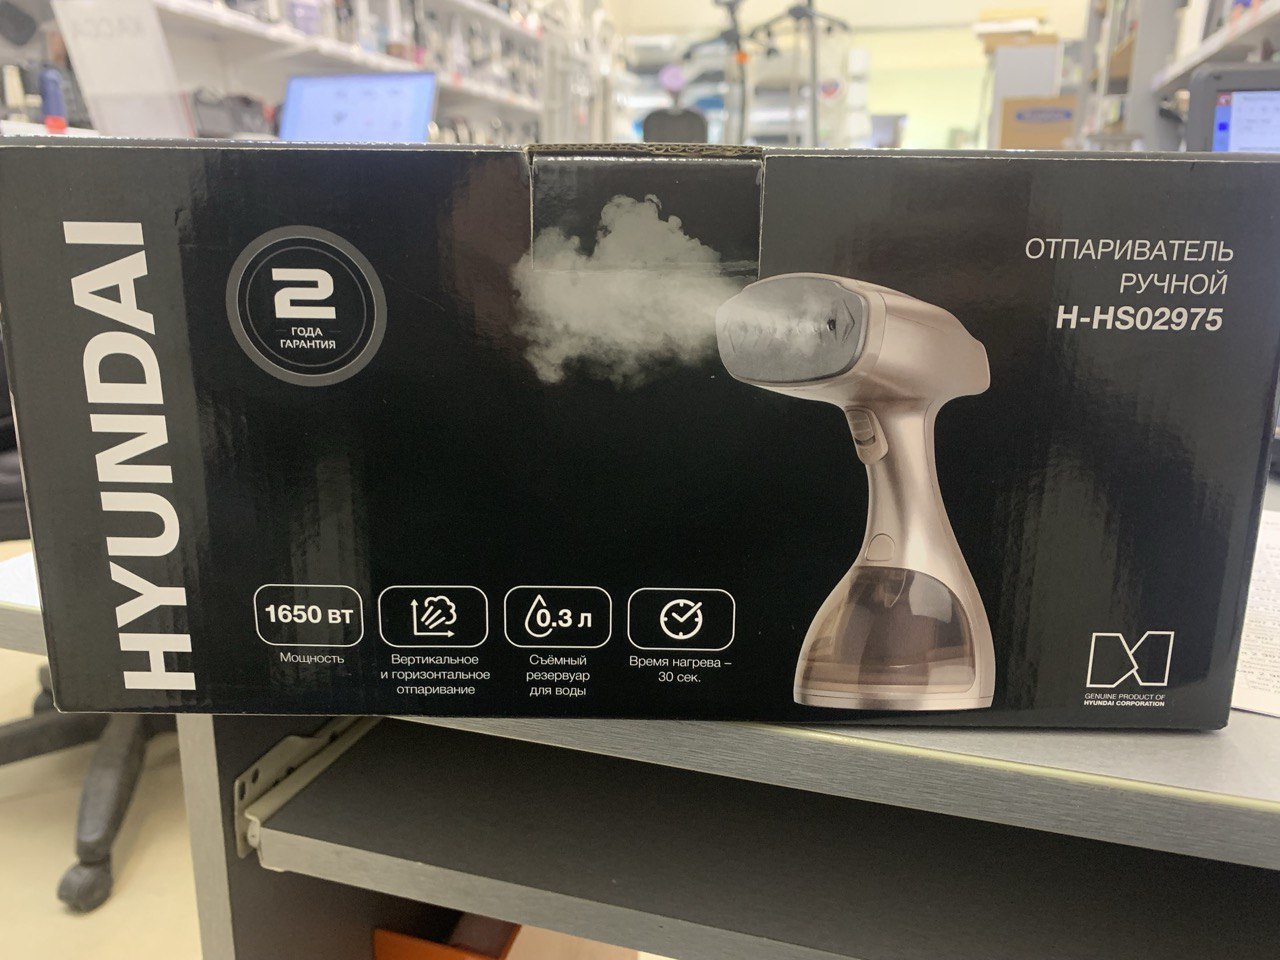 HYUNDAI
2
ГОДА
ГАРАНТИЯ
ОТПАРИВАТЕЛЬ
РУЧНОЙ
H-HS02975
1650 ВТ
Мощность
Вертикальное
и горизонтальное
отпаривание
0.3 л
Съёмный
резервуар
для воды
Время нагрева –
30 сек.
GENUINE PRODUCT OF
HYUNDAI CORPORATION
КАССА